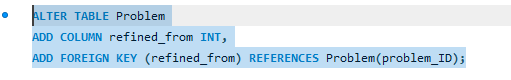 ALTER TABLE Problem
ADD COLUMN refined_from INT,
ADD FOREIGN KEY (refined_from) REFERENCES Problem(problem_ID);